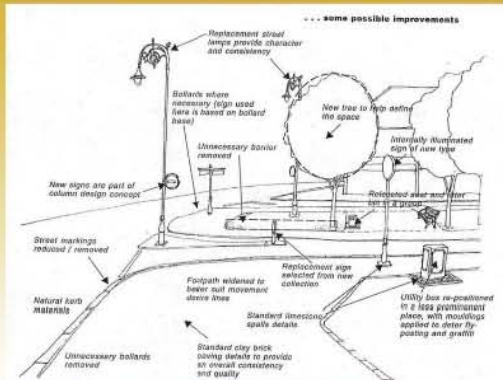 ... some possible improvements
Replacement street
lamps provide character
and consistency
Bollards where
necessary (sign used
here is based on bollard
base)
New tree to help define
the space
Unnecessary barrier
removed
Internally illuminated
sign of new type
Relocated seat and litter
bin in a group
New signs are part of
column design concept
Street markings
reduced / removed
Footpath widened to
better suit movement
desire lines
Replacement sign
selected from new
collection
Natural kerb
materials
Standard limestone
spalls details
Utility box re-positioned
in a less prominent
place, with mouldings
applied to deter fly-
posting and graffiti
Unnecessary bollards
removed
Standard clay brick
paving details to provide
an overall consistency
and quality